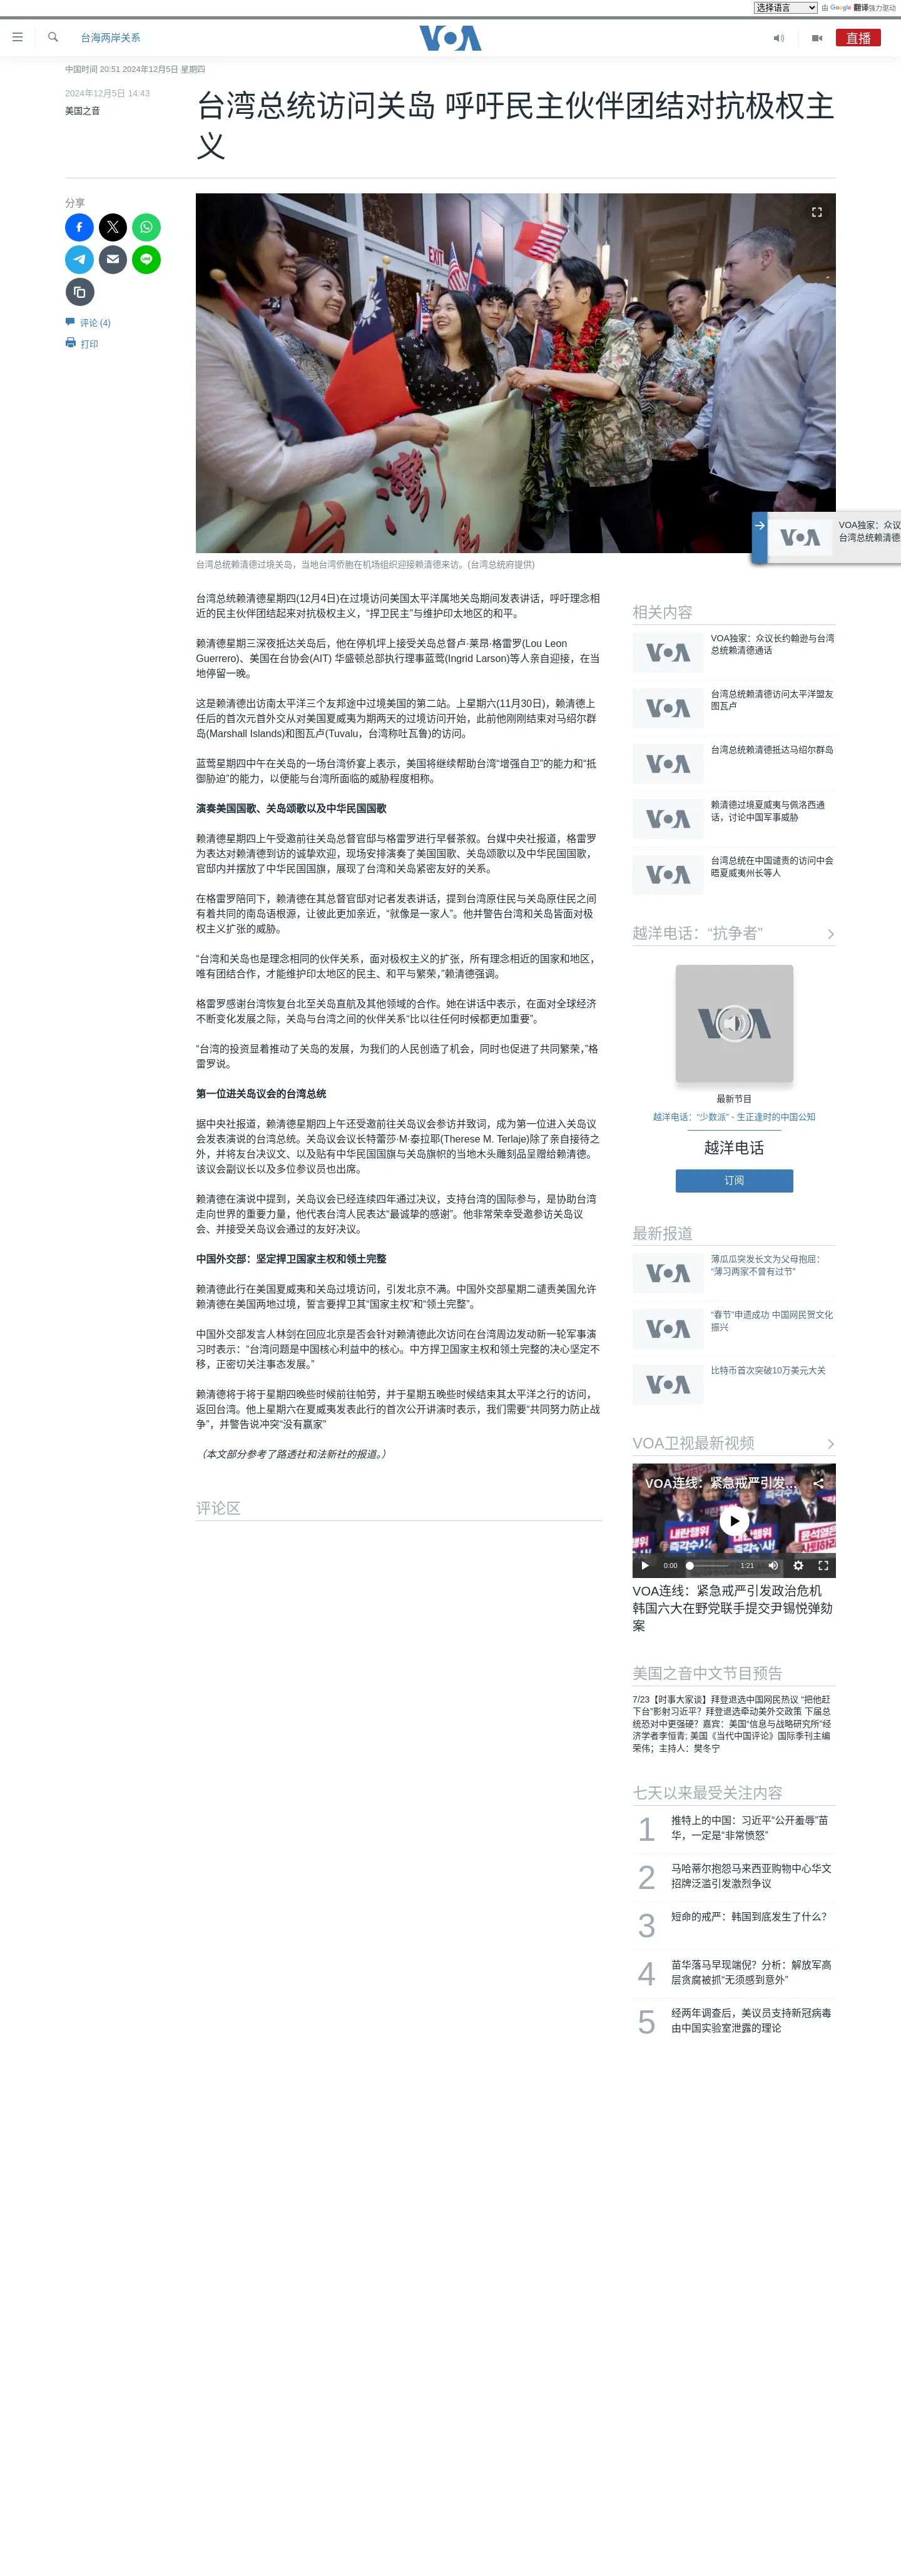 选择语言 由 Google 翻译强力驱动
台海两岸关系
VOA
直播
中国时间 20:51 2024年12月5日 星期四
2024年12月5日 14:43
美国之音
台湾总统访问关岛 呼吁民主伙伴团结对抗极权主
义
分享
评论 (4)
打印
EXIT
VOA独家：众议
台湾总统赖清德
VOA
台湾总统赖清德过境关岛，当地台湾侨胞在机场组织迎接赖清德来访。(台湾总统府提供)
台湾总统赖清德星期四(12月4日)在过境访问美国太平洋属地关岛期间发表讲话，呼吁理念相
近的民主伙伴团结起来对抗极权主义，“捍卫民主”与维护印太地区的和平。
赖清德星期三深夜抵达关岛后，他在停机坪上接受关岛总督卢·莱昂·格雷罗(Lou Leon
Guerrero)、美国在台协会(AIT) 华盛顿总部执行理事蓝莺(Ingrid Larson)等人亲自迎接，在当
地停留一晚。
这是赖清德出访南太平洋三个友邦途中过境美国的第二站。上星期六(11月30日)，赖清德上
任后的首次元首外交从对美国夏威夷为期两天的过境访问开始，此前他刚刚结束对马绍尔群
岛(Marshall Islands)和图瓦卢(Tuvalu，台湾称吐瓦鲁)的访问。
蓝莺星期四中午在关岛的一场台湾侨宴上表示，美国将继续帮助台湾“增强自卫”的能力和“抵
御胁迫”的能力，以便能与台湾所面临的威胁程度相称。
演奏美国国歌、关岛颂歌以及中华民国国歌
赖清德星期四上午受邀前往关岛总督官邸与格雷罗进行早餐茶叙。台媒中央社报道，格雷罗
为表达对赖清德到访的诚挚欢迎，现场安排演奏了美国国歌、关岛颂歌以及中华民国国歌，
官邸内并摆放了中华民国国旗，展现了台湾和关岛紧密友好的关系。
在格雷罗陪同下，赖清德在其总督官邸对记者发表讲话，提到台湾原住民与关岛原住民之间
有着共同的南岛语根源，让彼此更加亲近，“就像是一家人”。他并警告台湾和关岛皆面对极
权主义扩张的威胁。
“台湾和关岛也是理念相同的伙伴关系，面对极权主义的扩张，所有理念相近的国家和地区，
唯有团结合作，才能维护印太地区的民主、和平与繁荣，”赖清德强调。
格雷罗感谢台湾恢复台北至关岛直航及其他领域的合作。她在讲话中表示，在面对全球经济
不断变化发展之际，关岛与台湾之间的伙伴关系“比以往任何时候都更加重要”。
“台湾的投资显着推动了关岛的发展，为我们的人民创造了机会，同时也促进了共同繁荣，”格
雷罗说。
第一位进关岛议会的台湾总统
据中央社报道，赖清德星期四上午还受邀前往关岛议会参访并致词，成为第一位进入关岛议
会发表演说的台湾总统。关岛议会议长特蕾莎·M·泰拉耶(Therese M. Terlaje)除了亲自接待之
外，并将友台决议文、以及贴有中华民国国旗与关岛旗帜的当地木头雕刻品呈赠给赖清德。
该议会副议长以及多位参议员也出席。
赖清德在演说中提到，关岛议会已经连续四年通过决议，支持台湾的国际参与，是协助台湾
走向世界的重要力量，他代表台湾人民表达“最诚挚的感谢”。他非常荣幸受邀参访关岛议
会、并接受关岛议会通过的友好决议。
中国外交部：坚定捍卫国家主权和领土完整
赖清德此行在美国夏威夷和关岛过境访问，引发北京不满。中国外交部星期二谴责美国允许
赖清德在美国两地过境，誓言要捍卫其“国家主权”和“领土完整”。
中国外交部发言人林剑在回应北京是否会针对赖清德此次访问在台湾周边发动新一轮军事演
习时表示：“台湾问题是中国核心利益中的核心。中方捍卫国家主权和领土完整的决心坚定不
移，正密切关注事态发展。”
赖清德将于将于星期四晚些时候前往帕劳，并于星期五晚些时候结束其太平洋之行的访问，
返回台湾。他上星期六在夏威夷发表此行的首次公开讲演时表示，我们需要“共同努力防止战
争”，并警告说冲突“没有赢家”
（本文部分参考了路透社和法新社的报道。）
评论区
相关内容
VOA独家：众议长约翰逊与台湾
总统赖清德通话
台湾总统赖清德访问太平洋盟友
图瓦卢
台湾总统赖清德抵达马绍尔群岛
赖清德过境夏威夷与佩洛西通
话，讨论中国军事威胁
台湾总统在中国谴责的访问中会
晤夏威夷州长等人
越洋电话：“抗争者”
最新节目
越洋电话：“少数派” - 生正逢时的中国公知
越洋电话
订阅
最新报道
薄瓜瓜突发长文为父母抱屈：
“薄习两家不曾有过节”
“春节”申遗成功 中国网民贺文化
振兴
比特币首次突破10万美元大关
VOA卫视最新视频
VOA连线：紧急戒严引发…
0:00
1:21
VOA连线：紧急戒严引发政治危机
韩国六大在野党联手提交尹锡悦弹劾
案
美国之音中文节目预告
7/23【时事大家谈】拜登退选中国网民热议 “把他赶
下台”影射习近平？拜登退选牵动美外交政策 下届总
统恐对中更强硬？嘉宾：美国“信息与战略研究所”经
济学者李恒青; 美国《当代中国评论》国际季刊主编
荣伟；主持人：樊冬宁
七天以来最受关注内容
1 推特上的中国：习近平“公开羞辱”苗
华，一定是“非常愤怒”
2 马哈蒂尔抱怨马来西亚购物中心华文
招牌泛滥引发激烈争议
3 短命的戒严：韩国到底发生了什么？
4 苗华落马早现端倪？分析：解放军高
层贪腐被抓“无须感到意外”
5 经两年调查后，美议员支持新冠病毒
由中国实验室泄露的理论